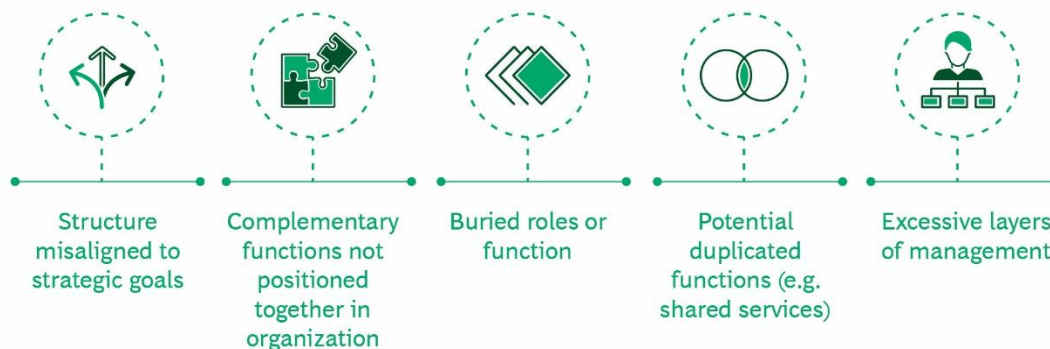 Structure
misaligned to
strategic goals
Complementary
functions not
positioned
together in
organization
Buried roles or
function
Potential
duplicated
functions (e.g.
shared services)
Excessive layers
of management